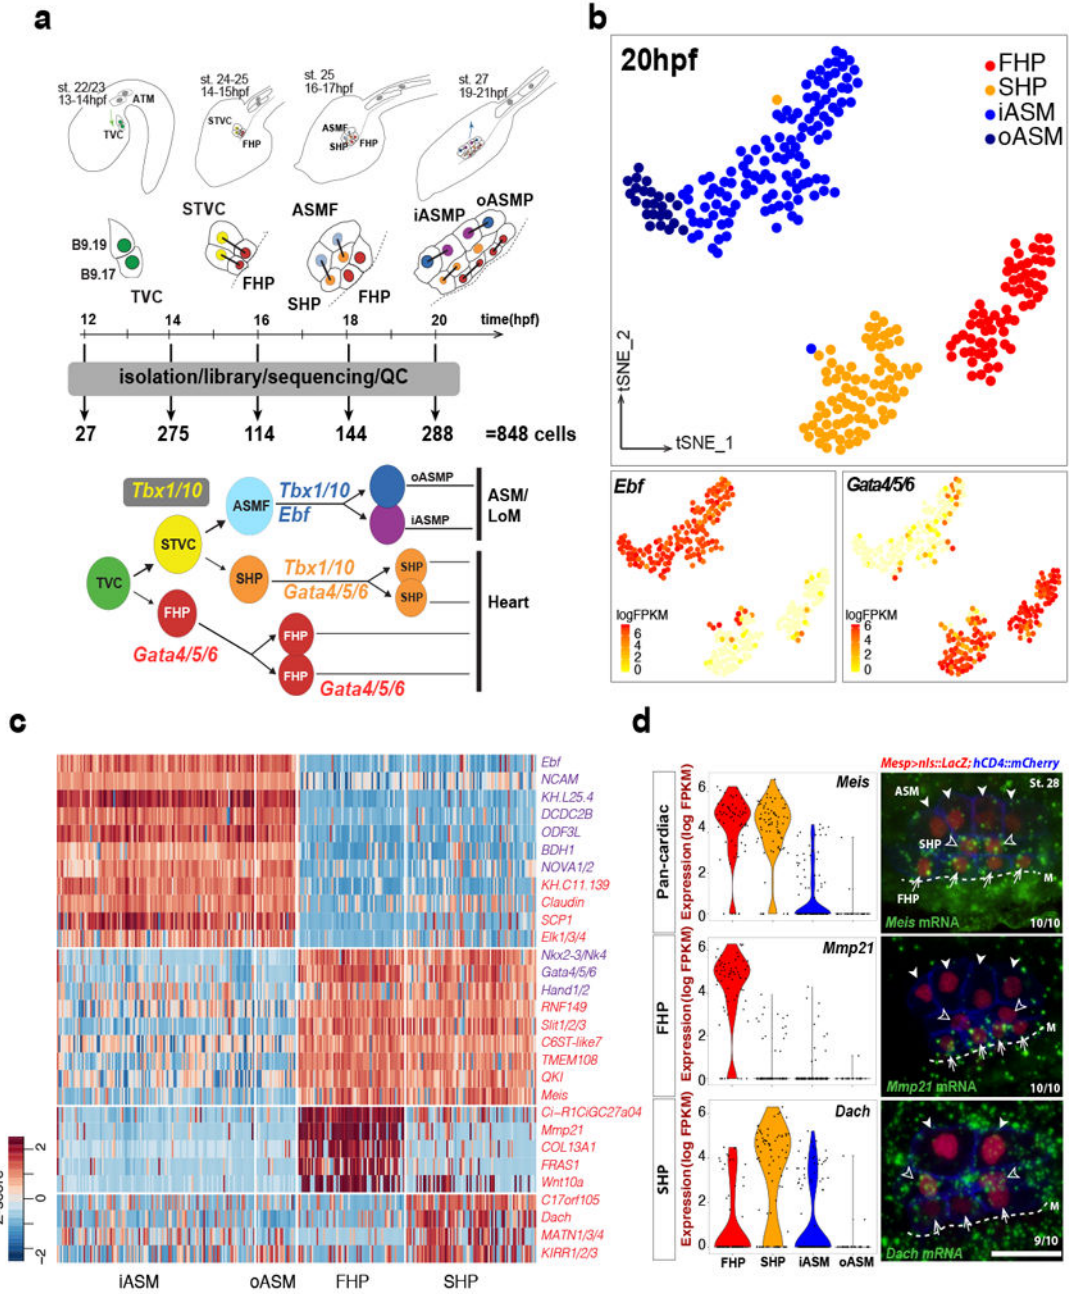 a
st. 22/23
13-14hpf
ATM
TVC
st. 24-25
14-15hpf
STVC
FHP
st. 25
16-17hpf
ASMF
SHP
FHP
st. 27
19-21hpf
B9.19
B9.17
TVC
STVC
FHP
ASMF
SHP
FHP
iASMP
oASMP
12 14 16 18 20 time(hpf)
isolation/library/sequencing/QC
27 275 114 144 288 =848 cells
Tbx1/10
TVC
STVC
FHP
Gata4/5/6
ASMF
Tbx1/10
Ebf
oASMP
iASMP
ASM/
LoM
SHP
Tbx1/10
Gata4/5/6
SHP
SHP
Heart
FHP
FHP
Gata4/5/6
b
20hpf
FHP
SHP
iASM
oASM
tSNE_2
tSNE_1
Ebf
logFPKM
6
4
2
0
Gata4/5/6
logFPKM
6
4
2
0
c
Ebf
NCAM
KH.L25.4
DCDC2B
ODF3L
BDH1
NOVA1/2
KH.C11.139
Claudin
SCP1
Elk1/3/4
Nkx2-3/Nk4
Gata4/5/6
Hand1/2
RNF149
Slit1/2/3
C6ST-like7
TMEM108
QKI
Meis
Ci-R1CiGC27a04
Mmp21
COL13A1
FRAS1
Wnt10a
C17orf105
Dach
MATN1/3/4
KIRR1/2/3
2
0
-2
iASM oASM FHP SHP
d
Mesp>nls::LacZ; hCD4::mCherry
Pan-cardiac
Expression (log FPKM)
6
4
2
0
Meis
ASM
St. 28
SHP
FHP
M
Meis mRNA
10/10
FHP
Expression (log FPKM)
6
4
2
0
Mmp21
M
Mmp21 mRNA
10/10
SHP
Expression (log FPKM)
6
4
2
0
Dach
FHP SHP iASM oASM
M
Dach mRNA
9/10